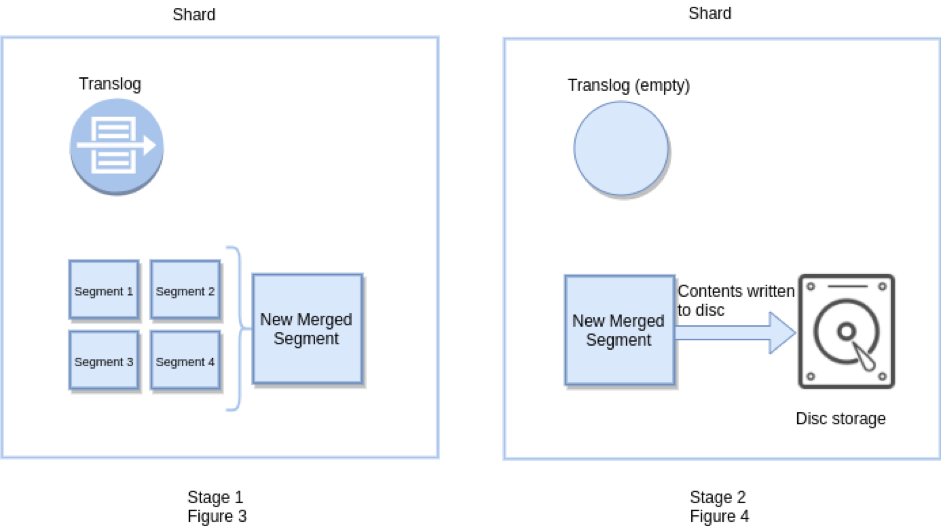 Shard
Translog
Segment 1
Segment 2
Segment 3
Segment 4
New Merged
Segment
Stage 1
Figure 3
Shard
Translog (empty)
New Merged
Segment
Contents written
to disc
Disc storage
Stage 2
Figure 4